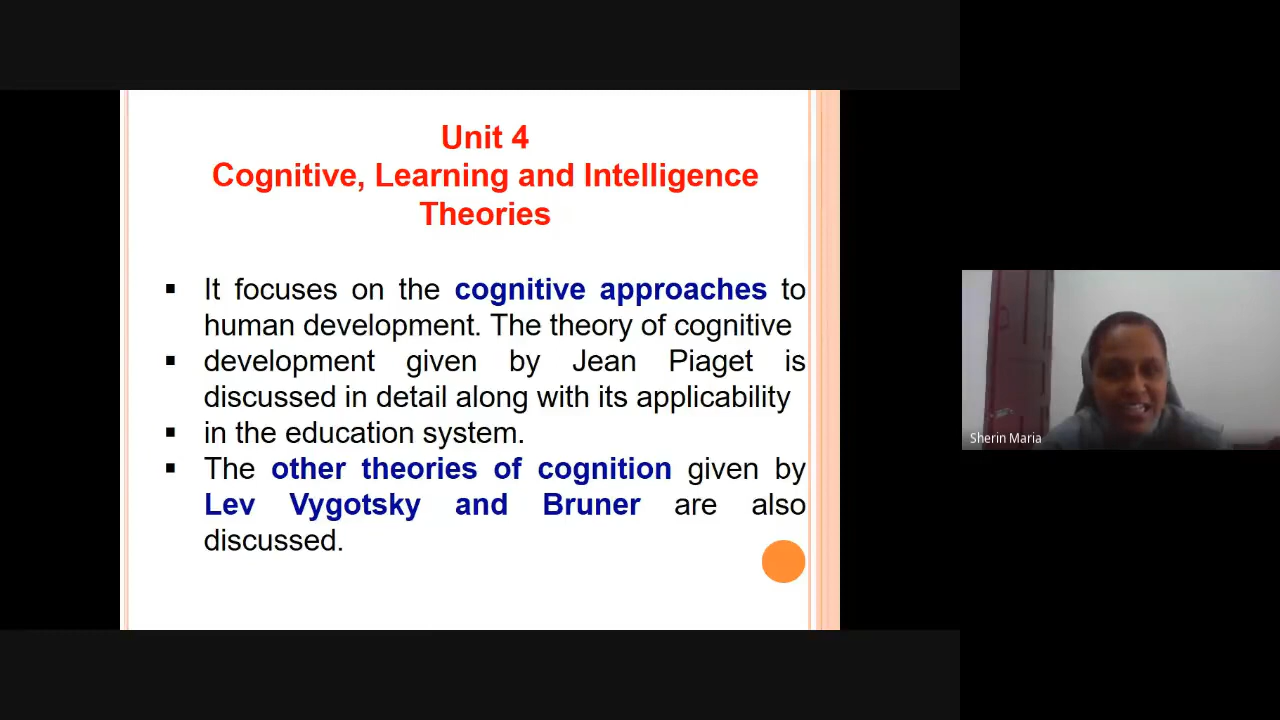 Unit 4
Cognitive, Learning and Intelligence
Theories
▪ It focuses on the cognitive approaches to
human development. The theory of cognitive
▪ development given by Jean Piaget is
discussed in detail along with its applicability
▪ in the education system.
▪ The other theories of cognition given by
Lev Vygotsky and Bruner are also
discussed.
Sherin Maria